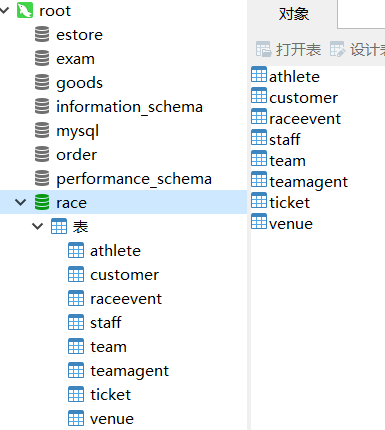 root
estore
exam
goods
information_schema
mysql
order
performance_schema
race
表
athlete
customer
raceevent
staff
team
teamagent
ticket
venue
对象
打开表 设计
athlete
customer
raceevent
staff
team
teamagent
ticket
venue